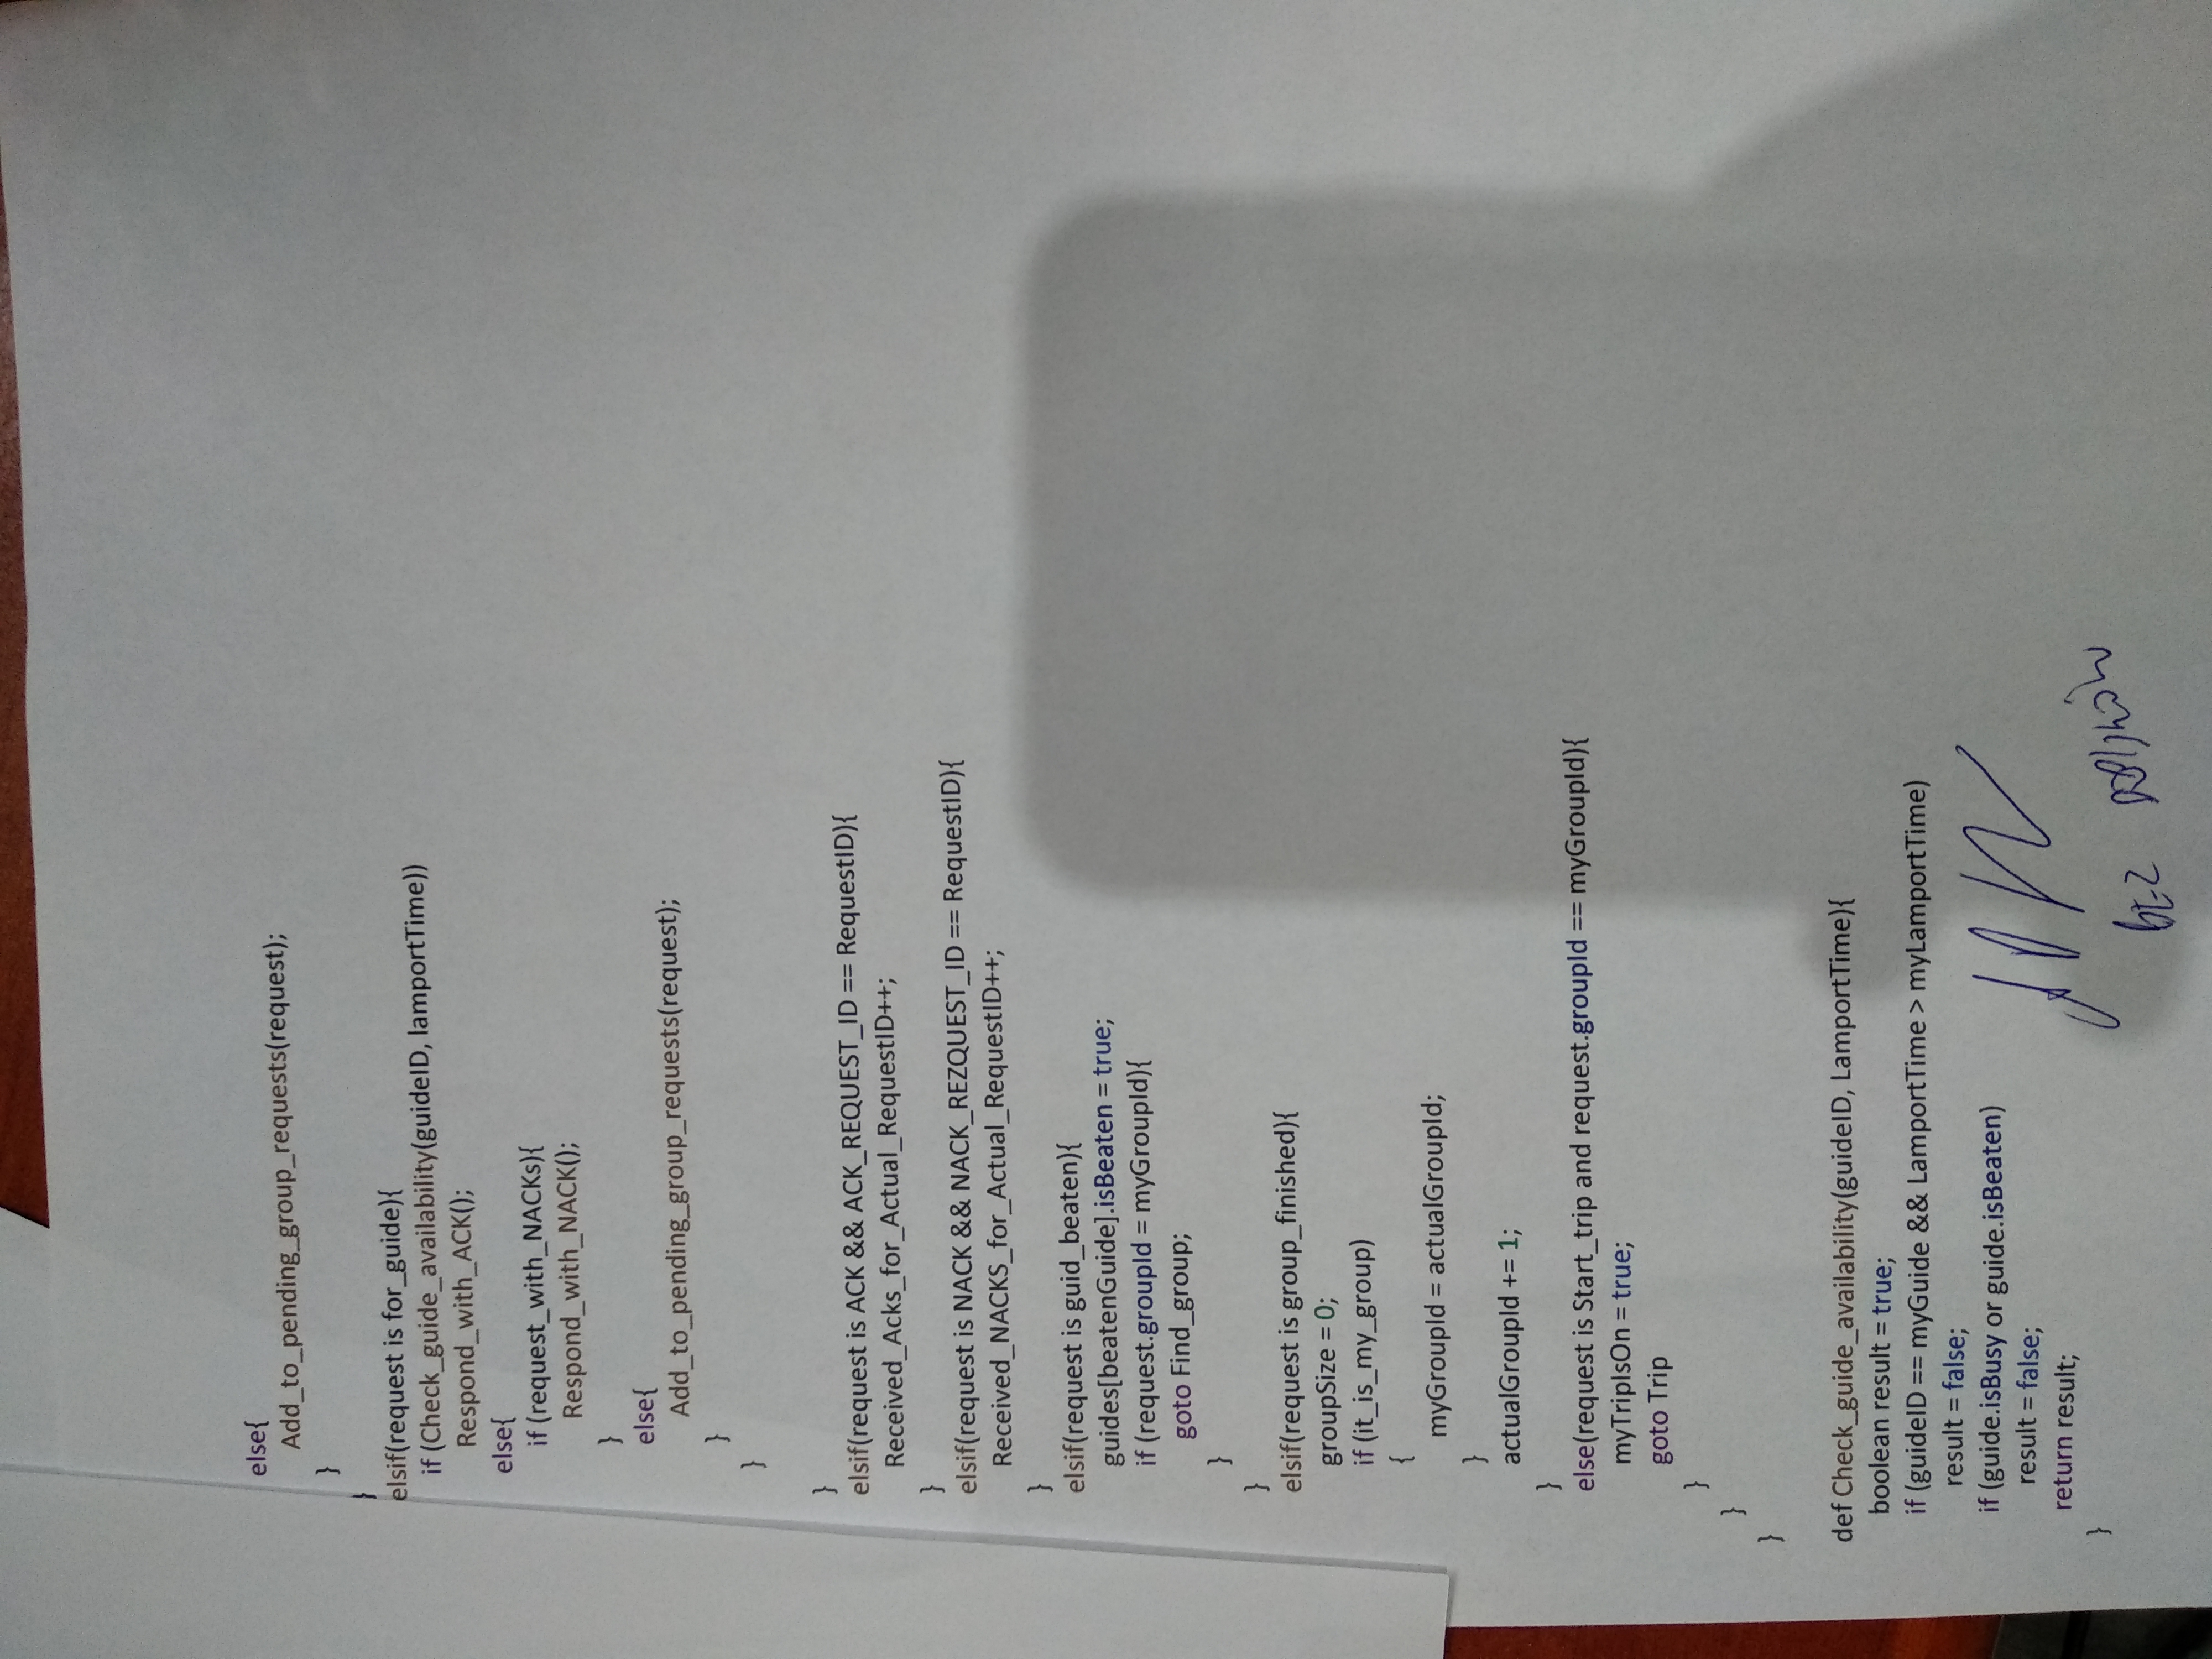 else{
Add_to_pending_group_requests(request);
}
}
elsif(request is for_guide){
if (Check_guide_availability(guideID, lamportTime))
Respond_with_ACK();
else{
if (request_with_NACKs){
Respond_with_NACK();
}
else{
Add_to_pending_group_requests(request);
}
}
}
elsif(request is ACK && ACK_REQUEST_ID == RequestID){
Received_Acks_for_Actual_RequestID++;
}
elsif(request is NACK && NACK_REZQUEST_ID == RequestID){
Received_NACKS_for_Actual_RequestID++;
}
elsif(request is guid_beaten){
guides[beatenGuide].isBeaten = true;
if (request.groupId = myGroupId){
goto Find_group;
}
}
elsif(request is group_finished){
groupSize = 0;
if (it_is_my_group)
{
myGroupId = actualGroupId;
}
actualGroupId += 1;
}
else(request is Start_trip and request.groupId == myGroupId){
myTripIsOn = true;
goto Trip
}
}
}
def Check_guide_availability(guideID, LamportTime){
boolean result = true;
if (guideID == myGuide && LamportTime > myLamportTime)
result = false;
if (guide.isBusy or guide.isBeaten)
result = false;
return result;
}
BEZ